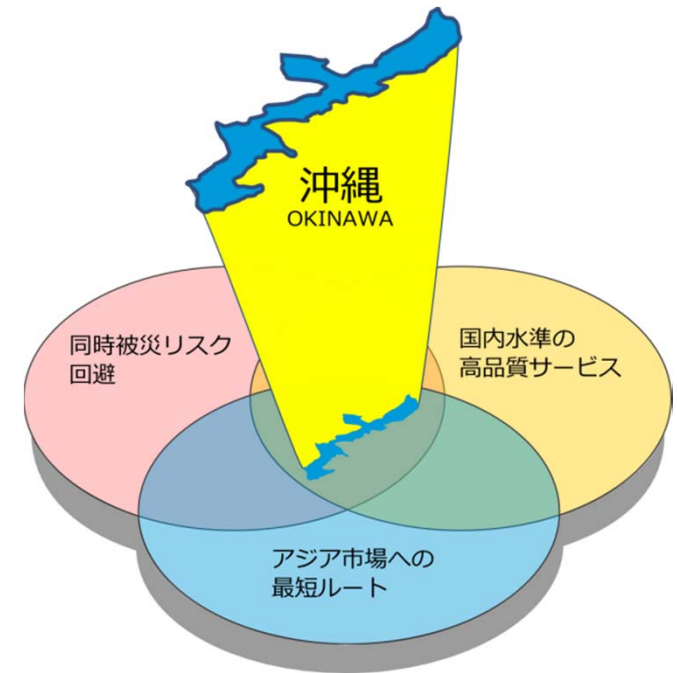 沖縄
OKINAWA
同時被災リスク
回避
国内水準の
高品質サービス
アジア市場への
最短ルート